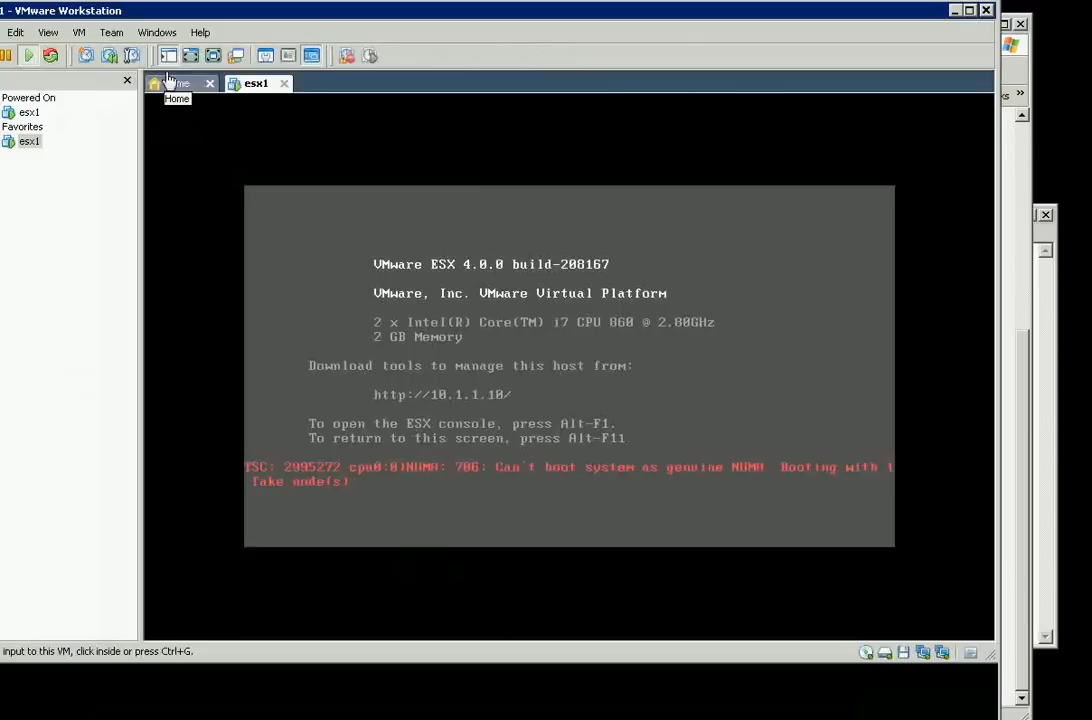 1 - VMware Workstation
Edit View VM Team Windows Help
Home
esx1
Powered On
esx1
Favorites
esx1
VMware ESX 4.0.0 build-208167
VMware, Inc. VMware Virtual Platform
2 x Intel(R) Core(TM) i7 CPU 860 @ 2.80GHz
2 GB Memory
Download tools to manage this host from:
http://10.1.1.10/
To open the ESX console, press Alt-F1.
To return to this screen, press Alt-F11
TSC: 2995272 cpu0:0)NUMA: 706: Can't boot system as genuine NUMA  Booting with 1
fake node(s)
input to this VM, click inside or press Ctrl+G.